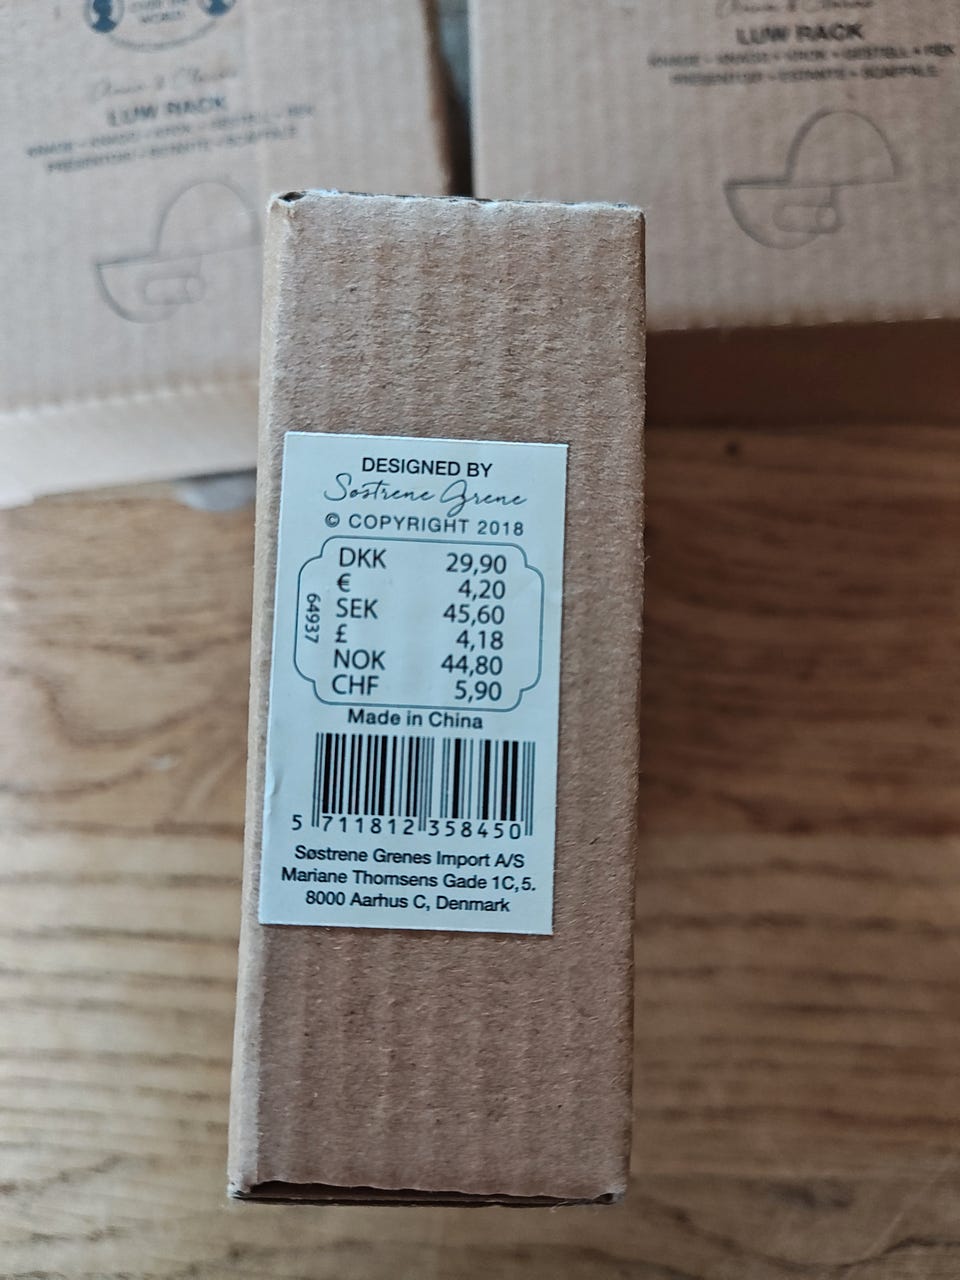 WORLD
LUW RACK
LUW RACK
DESIGNED BY
Søstrene Grene
© COPYRIGHT 2018
DKK 29,90
€ 4,20
SEK 45,60
£ 4,18
NOK 44,80
CHF 5,90
64937
Made in China
5 711812 358450
Søstrene Grenes Import A/S
Mariane Thomsens Gade 1C, 5.
8000 Aarhus C, Denmark